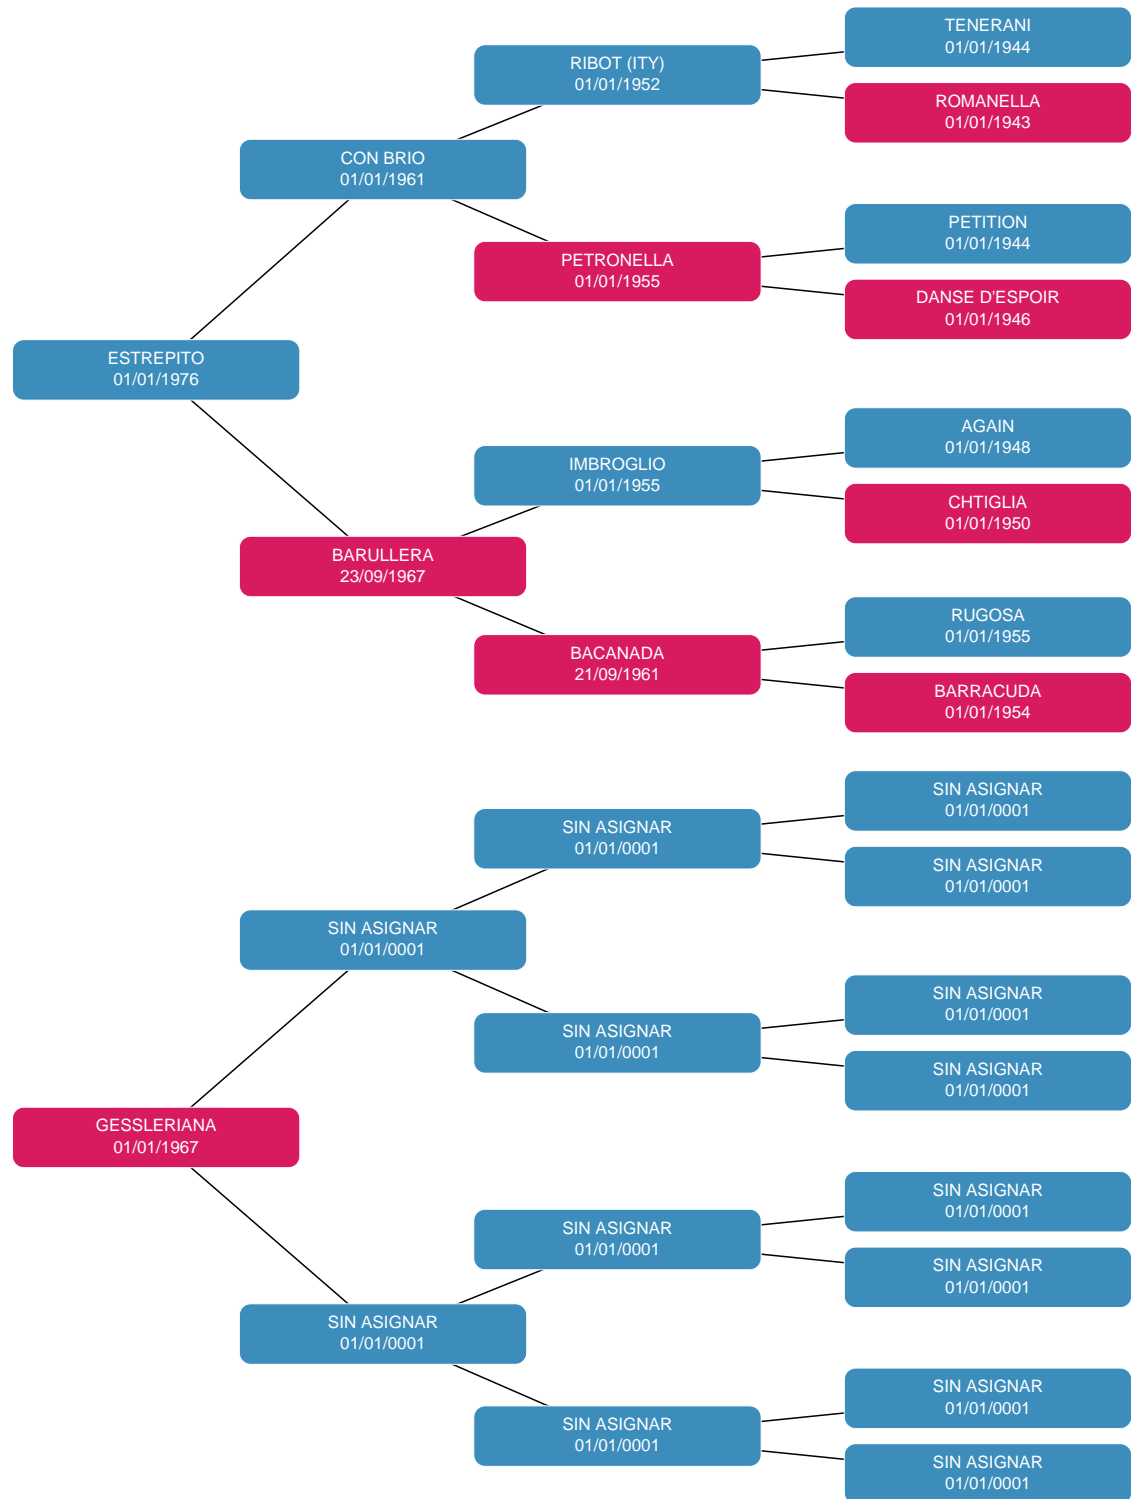 TENERANI
01/01/1944
RIBOT (ITY)
01/01/1952
ROMANELLA
01/01/1943
CON BRIO
01/01/1961
PETITION
01/01/1944
PETRONELLA
01/01/1955
DANSE D'ESPOIR
01/01/1946
ESTREPITO
01/01/1976
AGAIN
01/01/1948
IMBROGLIO
01/01/1955
CHTIGLIA
01/01/1950
BARULLERA
23/09/1967
RUGOSA
01/01/1955
BACANADA
21/09/1961
BARRACUDA
01/01/1954
SIN ASIGNAR
01/01/0001
SIN ASIGNAR
01/01/0001
SIN ASIGNAR
01/01/0001
SIN ASIGNAR
01/01/0001
SIN ASIGNAR
01/01/0001
SIN ASIGNAR
01/01/0001
SIN ASIGNAR
01/01/0001
GESSLERIANA
01/01/1967
SIN ASIGNAR
01/01/0001
SIN ASIGNAR
01/01/0001
SIN ASIGNAR
01/01/0001
SIN ASIGNAR
01/01/0001
SIN ASIGNAR
01/01/0001
SIN ASIGNAR
01/01/0001
SIN ASIGNAR
01/01/0001